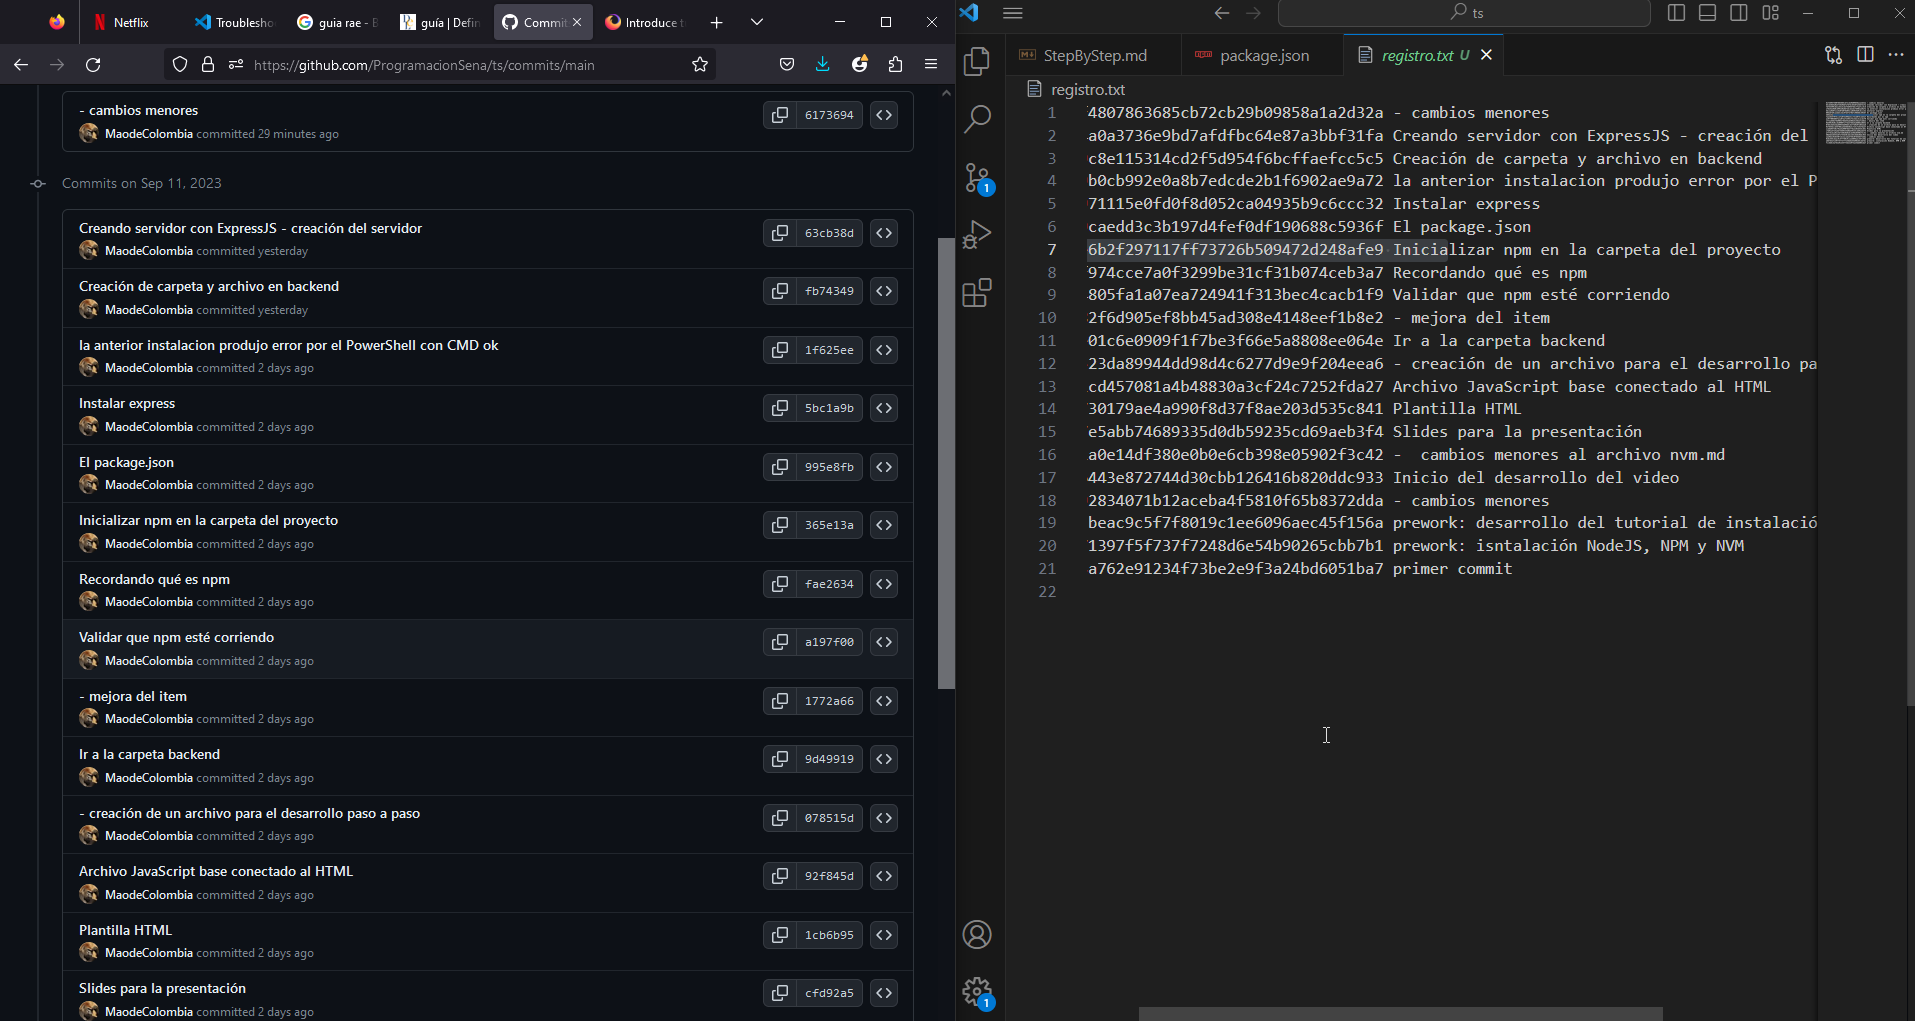 Netflix
Troublesho
guia rae - B
guía | Defin
Commit
Introduce t
https://github.com/ProgramacionSena/ts/commits/main
- cambios menores
MaodeColombia committed 29 minutes ago
6173694
Commits on Sep 11, 2023
Creando servidor con ExpressJS - creación del servidor
MaodeColombia committed yesterday
63cb38d
Creación de carpeta y archivo en backend
MaodeColombia committed yesterday
fb74349
la anterior instalacion produjo error por el PowerShell con CMD ok
MaodeColombia committed 2 days ago
1f625ee
Instalar express
MaodeColombia committed 2 days ago
5bc1a9b
El package.json
MaodeColombia committed 2 days ago
995e8fb
Inicializar npm en la carpeta del proyecto
MaodeColombia committed 2 days ago
365e13a
Recordando qué es npm
MaodeColombia committed 2 days ago
fae2634
Validar que npm esté corriendo
MaodeColombia committed 2 days ago
a197f00
- mejora del item
MaodeColombia committed 2 days ago
1772a66
Ir a la carpeta backend
MaodeColombia committed 2 days ago
9d49919
- creación de un archivo para el desarrollo paso a paso
MaodeColombia committed 2 days ago
078515d
Archivo JavaScript base conectado al HTML
MaodeColombia committed 2 days ago
92f845d
Plantilla HTML
MaodeColombia committed 2 days ago
1cb6b95
Slides para la presentación
MaodeColombia committed 2 days ago
cfd92a5
ts
StepByStep.md
package.json
registro.txt U
registro.txt
1 4807863685cb72cb29b09858a1a2d32a - cambios menores
2 a0a3736e9bd7afdfbc64e87a3bbf31fa Creando servidor con ExpressJS - creación del
3 c8e115314cd2f5d954f6bcffaefcc5c5 Creación de carpeta y archivo en backend
4 b0cb992e0a8b7edcde2b1f6902ae9a72 la anterior instalacion produjo error por el P
5 71115e0fd0f8d052ca04935b9c6ccc32 Instalar express
6 caedd3c3b197d4fef0df190688c5936f El package.json
7 6b2f297117ff73726b509472d248afe9 Inicializar npm en la carpeta del proyecto
8 974cce7a0f3299be31cf31b074ceb3a7 Recordando qué es npm
9 805fa1a07ea724941f313bec4cacb1f9 Validar que npm esté corriendo
10 2f6d905ef8bb45ad308e4148eef1b8e2 - mejora del item
11 01c6e0909f1f7be3f66e5a8808ee064e Ir a la carpeta backend
12 23da89944dd98d4c6277d9e9f204eea6 - creación de un archivo para el desarrollo pa
13 cd457081a4b48830a3cf24c7252fda27 Archivo JavaScript base conectado al HTML
14 30179ae4a990f8d37f8ae203d535c841 Plantilla HTML
15 e5abb74689335d0db59235cd69aeb3f4 Slides para la presentación
16 a0e14df380e0b0e6cb398e05902f3c42 -  cambios menores al archivo nvm.md
17 443e872744d30cbb126416b820ddc933 Inicio del desarrollo del video
18 2834071b12aceba4f5810f65b8372dda - cambios menores
19 beac9c5f7f8019c1ee6096aec45f156a prework: desarrollo del tutorial de instalació
20 1397f5f737f7248d6e54b90265cbb7b1 prework: isntalación NodeJS, NPM y NVM
21 a762e91234f73be2e9f3a24bd6051ba7 primer commit
22
1
1